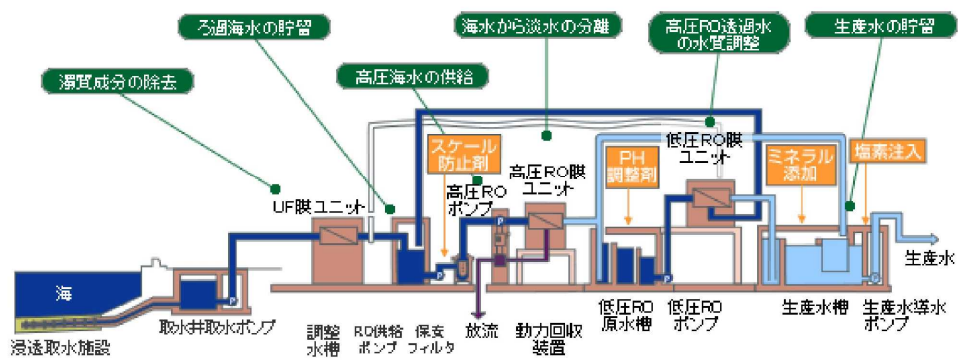 海水から淡水の分離
高圧RO透過水
の水質調整
生産水の貯留
ろ過海水の貯留
高圧海水の供給
濁質成分の除去
スケール
防止剤
低圧RO膜
ユニット
PH
調整剤
ミネラル
添加
塩素注入
高圧RO
ポンプ
高圧RO膜
ユニット
UF膜ユニット
生産水
海
取水井取水ポンプ
浸透取水施設
調整
水槽
RO供給
ポンプ
保安
フィルタ
放流
動力回収
装置
低圧RO
原水槽
低圧RO
ポンプ
生産水槽
生産水導水
ポンプ
P
P
P
P
P